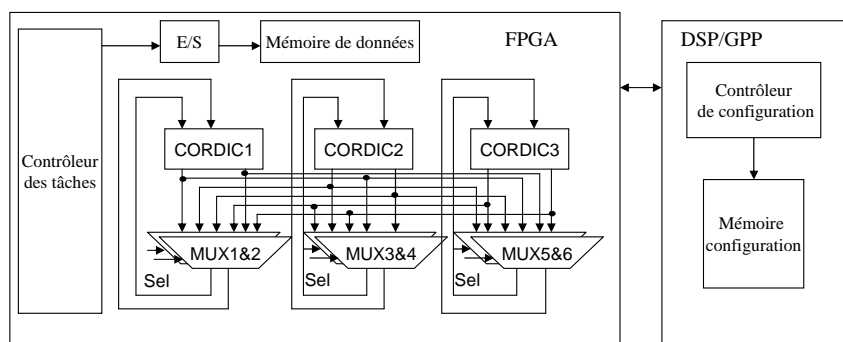 E/S
Mémoire de données
FPGA
DSP/GPP
Contrôleur
des tâches
CORDIC1
CORDIC2
CORDIC3
MUX1&2
MUX3&4
MUX5&6
Sel
Sel
Sel
Contrôleur
de configuration
Mémoire
configuration